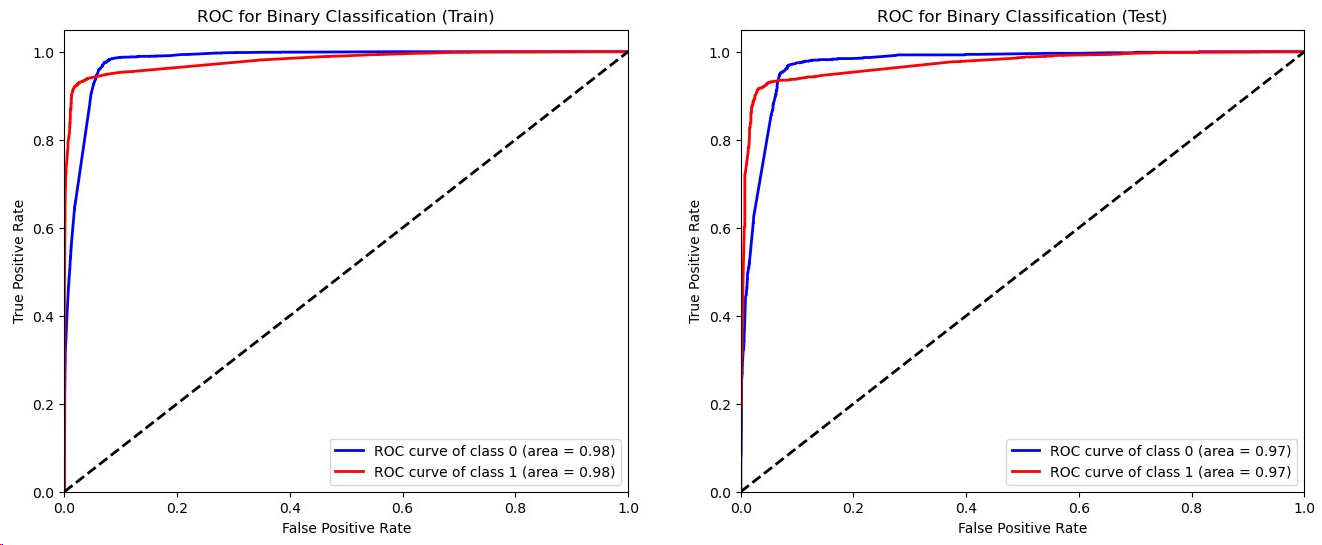 ROC for Binary Classification (Train)
True Positive Rate
1.0
0.8
0.6
0.4
0.2
0.0
ROC curve of class 0 (area = 0.98)
ROC curve of class 1 (area = 0.98)
0.0 0.2 0.4 0.6 0.8 1.0
False Positive Rate
ROC for Binary Classification (Test)
True Positive Rate
1.0
0.8
0.6
0.4
0.2
0.0
ROC curve of class 0 (area = 0.97)
ROC curve of class 1 (area = 0.97)
0.0 0.2 0.4 0.6 0.8 1.0
False Positive Rate